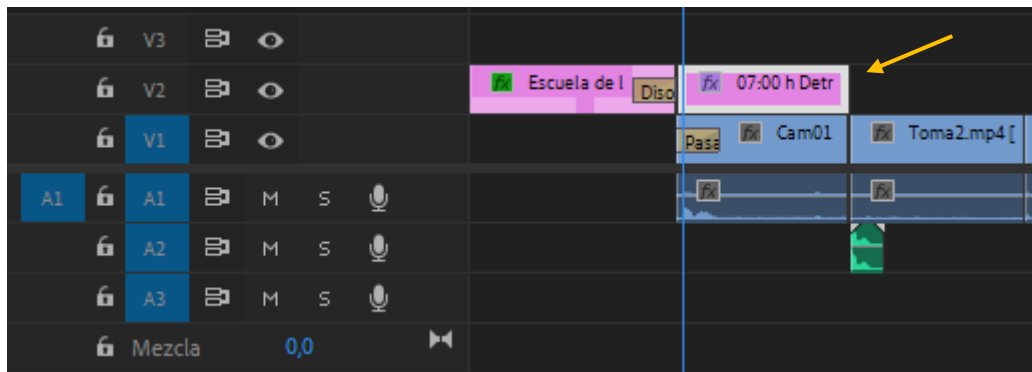 V3
V2 fx Escuela de l Diso fx 07:00 h Detr
V1 Pasa fx Cam01 fx Toma2.mp4 [
A1 A1 M S fx fx
A2 M S
A3 M S
Mezcla 0,0